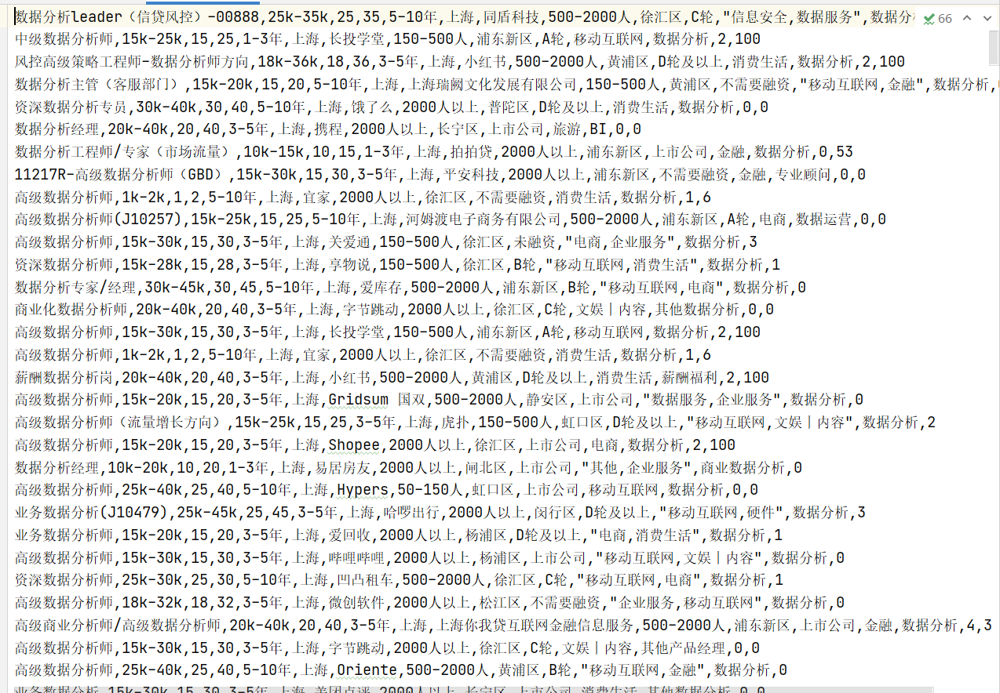 数据分析leader（信贷风控）-00888,25k-35k,25,35,5-10年,上海,同盾科技,500-2000人,徐汇区,C轮,"信息安全,数据服务",数据分 66
中级数据分析师,15k-25k,15,25,1-3年,上海,长投学堂,150-500人,浦东新区,A轮,移动互联网,数据分析,2,100
风控高级策略工程师-数据分析师方向,18k-36k,18,36,3-5年,上海,小红书,500-2000人,黄浦区,D轮及以上,消费生活,数据分析,2,100
数据分析主管（客服部门）,15k-20k,15,20,5-10年,上海,上海瑞阙文化发展有限公司,150-500人,黄浦区,不需要融资,"移动互联网,金融",数据分析,
资深数据分析专员,30k-40k,30,40,5-10年,上海,饿了么,2000人以上,普陀区,D轮及以上,消费生活,数据分析,0,0
数据分析经理,20k-40k,20,40,3-5年,上海,携程,2000人以上,长宁区,上市公司,旅游,BI,0,0
数据分析工程师/专家（市场流量）,10k-15k,10,15,1-3年,上海,拍拍贷,2000人以上,浦东新区,上市公司,金融,数据分析,0,53
11217R-高级数据分析师（GBD）,15k-30k,15,30,3-5年,上海,平安科技,2000人以上,浦东新区,不需要融资,金融,专业顾问,0,0
高级数据分析师,1k-2k,1,2,5-10年,上海,宜家,2000人以上,徐汇区,不需要融资,消费生活,数据分析,1,6
高级数据分析师(J10257),15k-25k,15,25,5-10年,上海,河姆渡电子商务有限公司,500-2000人,浦东新区,A轮,电商,数据运营,0,0
高级数据分析师,15k-30k,15,30,3-5年,上海,关爱通,150-500人,徐汇区,未融资,"电商,企业服务",数据分析,3
资深数据分析师,15k-28k,15,28,3-5年,上海,享物说,150-500人,徐汇区,B轮,"移动互联网,消费生活",数据分析,1
数据分析专家/经理,30k-45k,30,45,5-10年,上海,爱库存,500-2000人,浦东新区,B轮,"移动互联网,电商",数据分析,0
商业化数据分析师,20k-40k,20,40,3-5年,上海,字节跳动,2000人以上,徐汇区,C轮,文娱丨内容,其他数据分析,0,0
高级数据分析师,15k-30k,15,30,3-5年,上海,长投学堂,150-500人,浦东新区,A轮,移动互联网,数据分析,2,100
高级数据分析师,1k-2k,1,2,5-10年,上海,宜家,2000人以上,徐汇区,不需要融资,消费生活,数据分析,1,6
薪酬数据分析岗,20k-40k,20,40,3-5年,上海,小红书,500-2000人,黄浦区,D轮及以上,消费生活,薪酬福利,2,100
高级数据分析师,15k-20k,15,20,3-5年,上海,Gridsum 国双,500-2000人,静安区,上市公司,"数据服务,企业服务",数据分析,0
高级数据分析师（流量增长方向）,15k-25k,15,25,3-5年,上海,虎扑,150-500人,虹口区,D轮及以上,"移动互联网,文娱丨内容",数据分析,2
高级数据分析师,15k-20k,15,20,3-5年,上海,Shopee,2000人以上,徐汇区,上市公司,电商,数据分析,2,100
数据分析经理,10k-20k,10,20,1-3年,上海,易居房友,2000人以上,闸北区,上市公司,"其他,企业服务",商业数据分析,0
高级数据分析师,25k-40k,25,40,5-10年,上海,Hypers,50-150人,虹口区,上市公司,移动互联网,数据分析,0,0
业务数据分析(J10479),25k-45k,25,45,3-5年,上海,哈啰出行,2000人以上,闵行区,D轮及以上,"移动互联网,硬件",数据分析,3
业务数据分析师,15k-20k,15,20,3-5年,上海,爱回收,2000人以上,杨浦区,D轮及以上,"电商,消费生活",数据分析,1
高级数据分析师,15k-30k,15,30,3-5年,上海,哔哩哔哩,2000人以上,杨浦区,上市公司,"移动互联网,文娱丨内容",数据分析,0
资深数据分析师,25k-30k,25,30,5-10年,上海,凹凸租车,500-2000人,徐汇区,C轮,"移动互联网,电商",数据分析,1
高级数据分析师,18k-32k,18,32,3-5年,上海,微创软件,2000人以上,松江区,不需要融资,"企业服务,移动互联网",数据分析,0
高级商业分析师/高级数据分析师,20k-40k,20,40,3-5年,上海,上海你我贷互联网金融信息服务,500-2000人,浦东新区,上市公司,金融,数据分析,4,3
高级数据分析师,15k-30k,15,30,3-5年,上海,字节跳动,2000人以上,徐汇区,C轮,文娱丨内容,其他产品经理,0,0
高级数据分析师,25k-40k,25,40,5-10年,上海,Oriente,500-2000人,黄浦区,B轮,"移动互联网,金融",数据分析,0
业务数据分析,15k-30k,15,30,3-5年,上海,美团点评,2000人以上,长宁区,上市公司,消费生活,其他数据分析,0,0